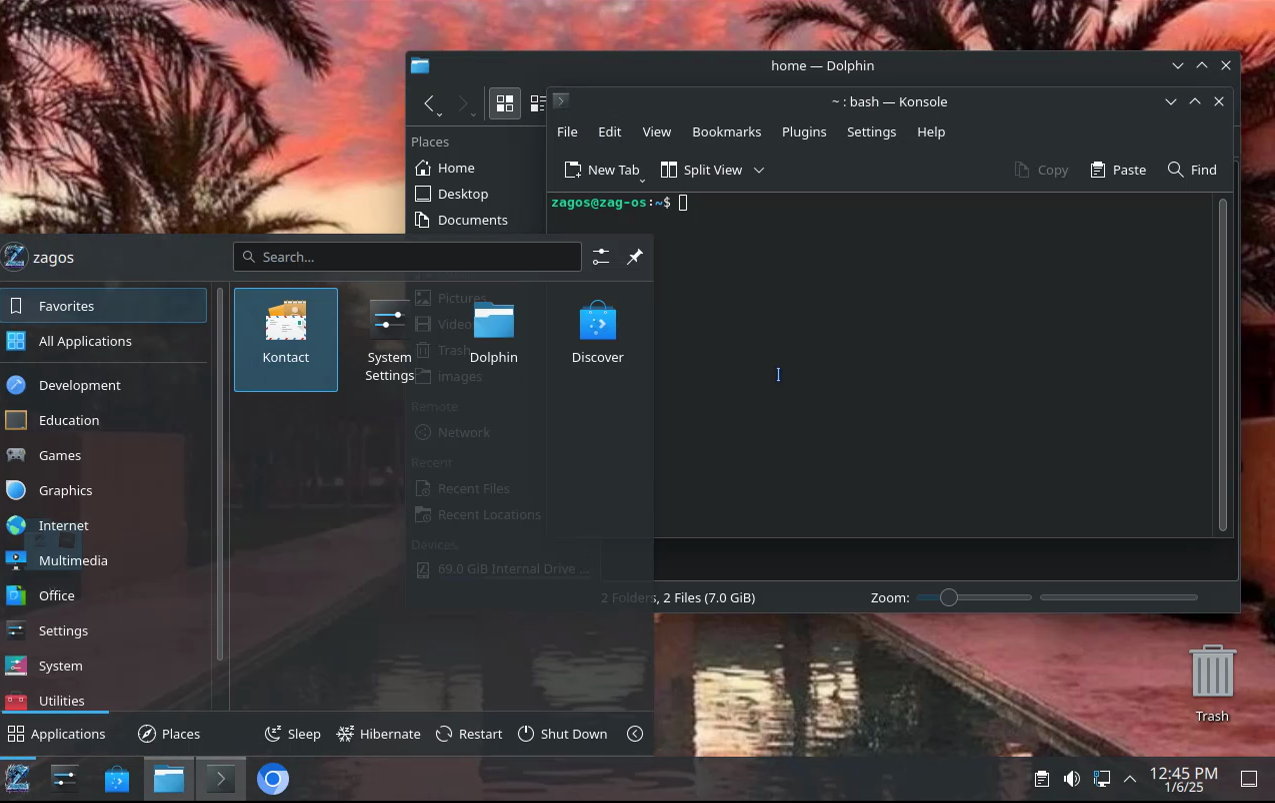 home — Dolphin
~ : bash — Konsole
File Edit View Bookmarks Plugins Settings Help
New Tab Split View Copy Paste Find
zagos@zag-os:~$
Places
Home
Desktop
Documents
Pictures
Video
Trash
Images
Remote
Network
Recent
Recent Files
Recent Locations
Devices
69.0 GiB Internal Drive ...
2 Folders, 2 Files (7.0 GiB)
Zoom:
zagos
Search...
Favorites
All Applications
Development
Education
Games
Graphics
Internet
Multimedia
Office
Settings
System
Utilities
Kontact
System
Settings
Dolphin
Discover
Applications Places Sleep Hibernate Restart Shut Down
Trash
12:45 PM
1/6/25